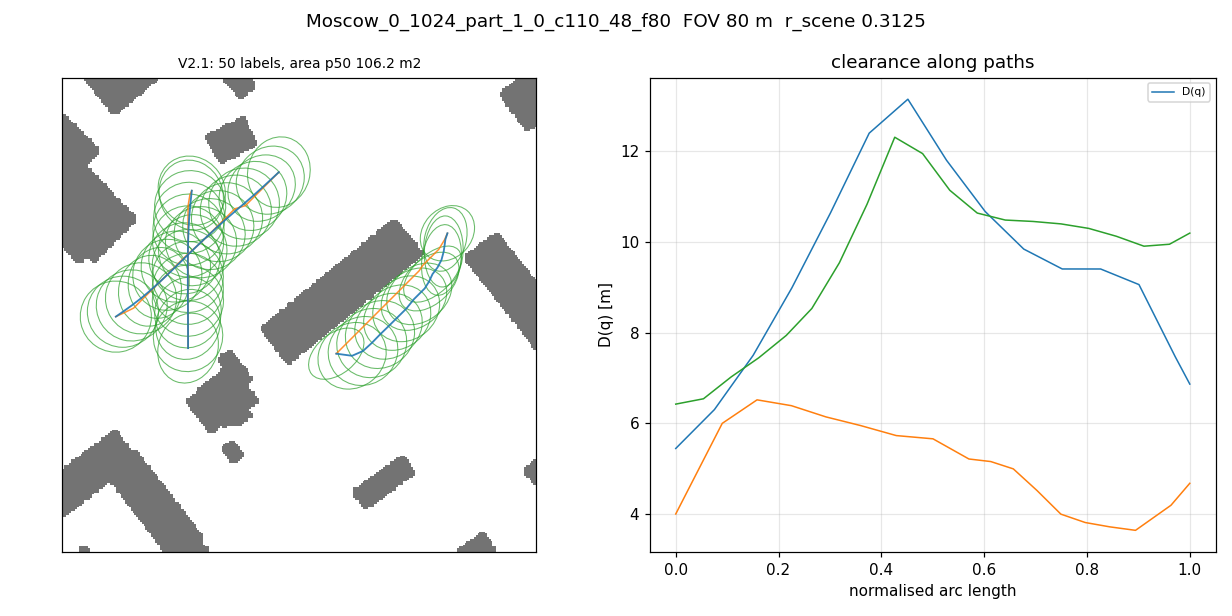 Moscow_0_1024_part_1_0_c110_48_f80  FOV 80 m  r_scene 0.3125
V2.1: 50 labels, area p50 106.2 m2
clearance along paths
D(q)
D(q) [m]
12
10
8
6
4
0.0 0.2 0.4 0.6 0.8 1.0
normalised arc length